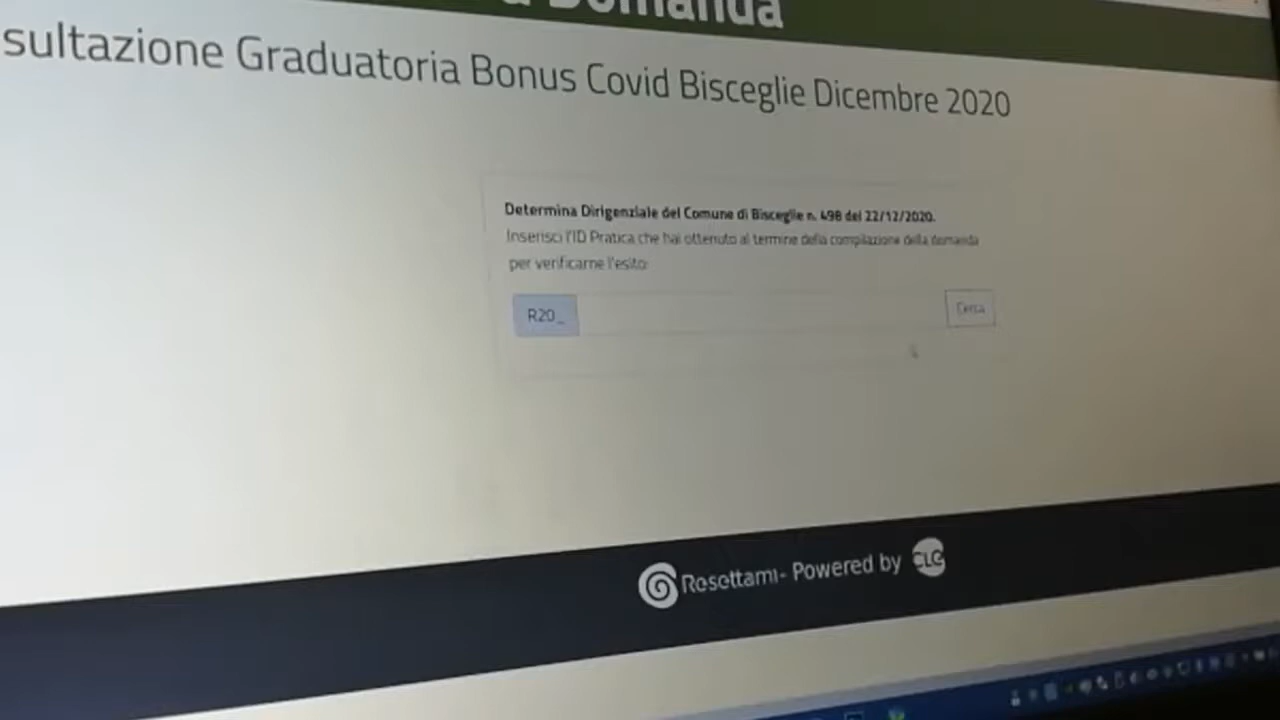 Domanda
sultazione Graduatoria Bonus Covid Bisceglie Dicembre 2020
Determina Dirigenziale del Comune di Bisceglie n. 498 del 22/12/2020.
Inserisci l'ID Pratica che hai ottenuto al termine della compilazione della domanda
per verificarne l'esito:
R20_
Cerca
Resettami- Powered by CLE